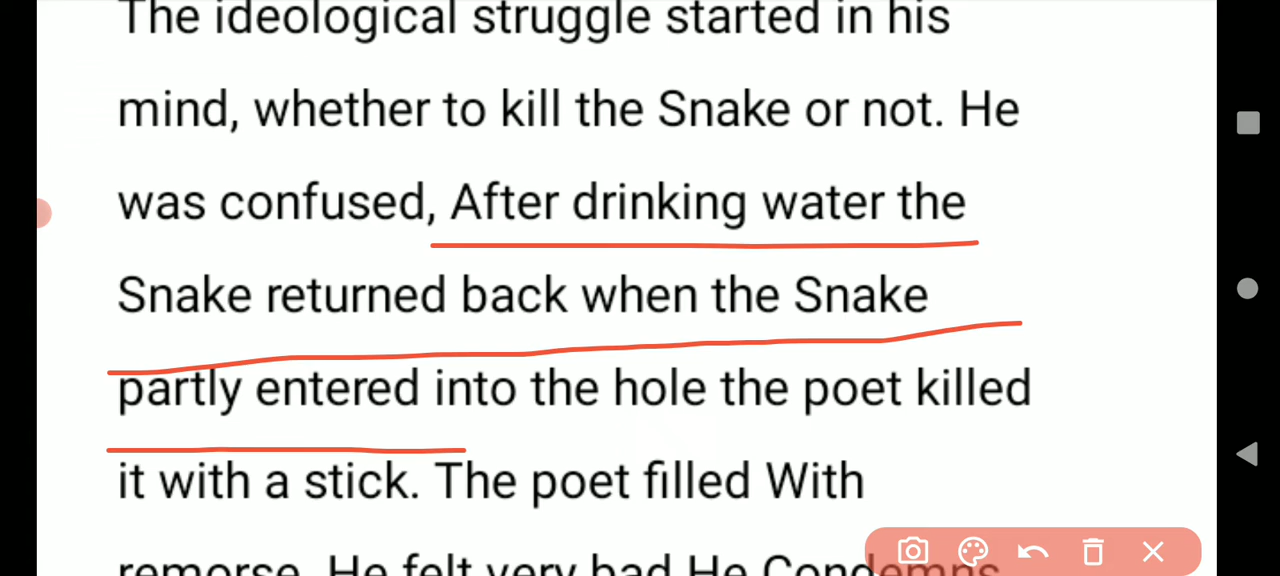 The ideological struggle started in his
mind, whether to kill the Snake or not. He
was confused, After drinking water the
Snake returned back when the Snake
partly entered into the hole the poet killed
it with a stick. The poet filled With
remorse. He felt very bad He Condemns